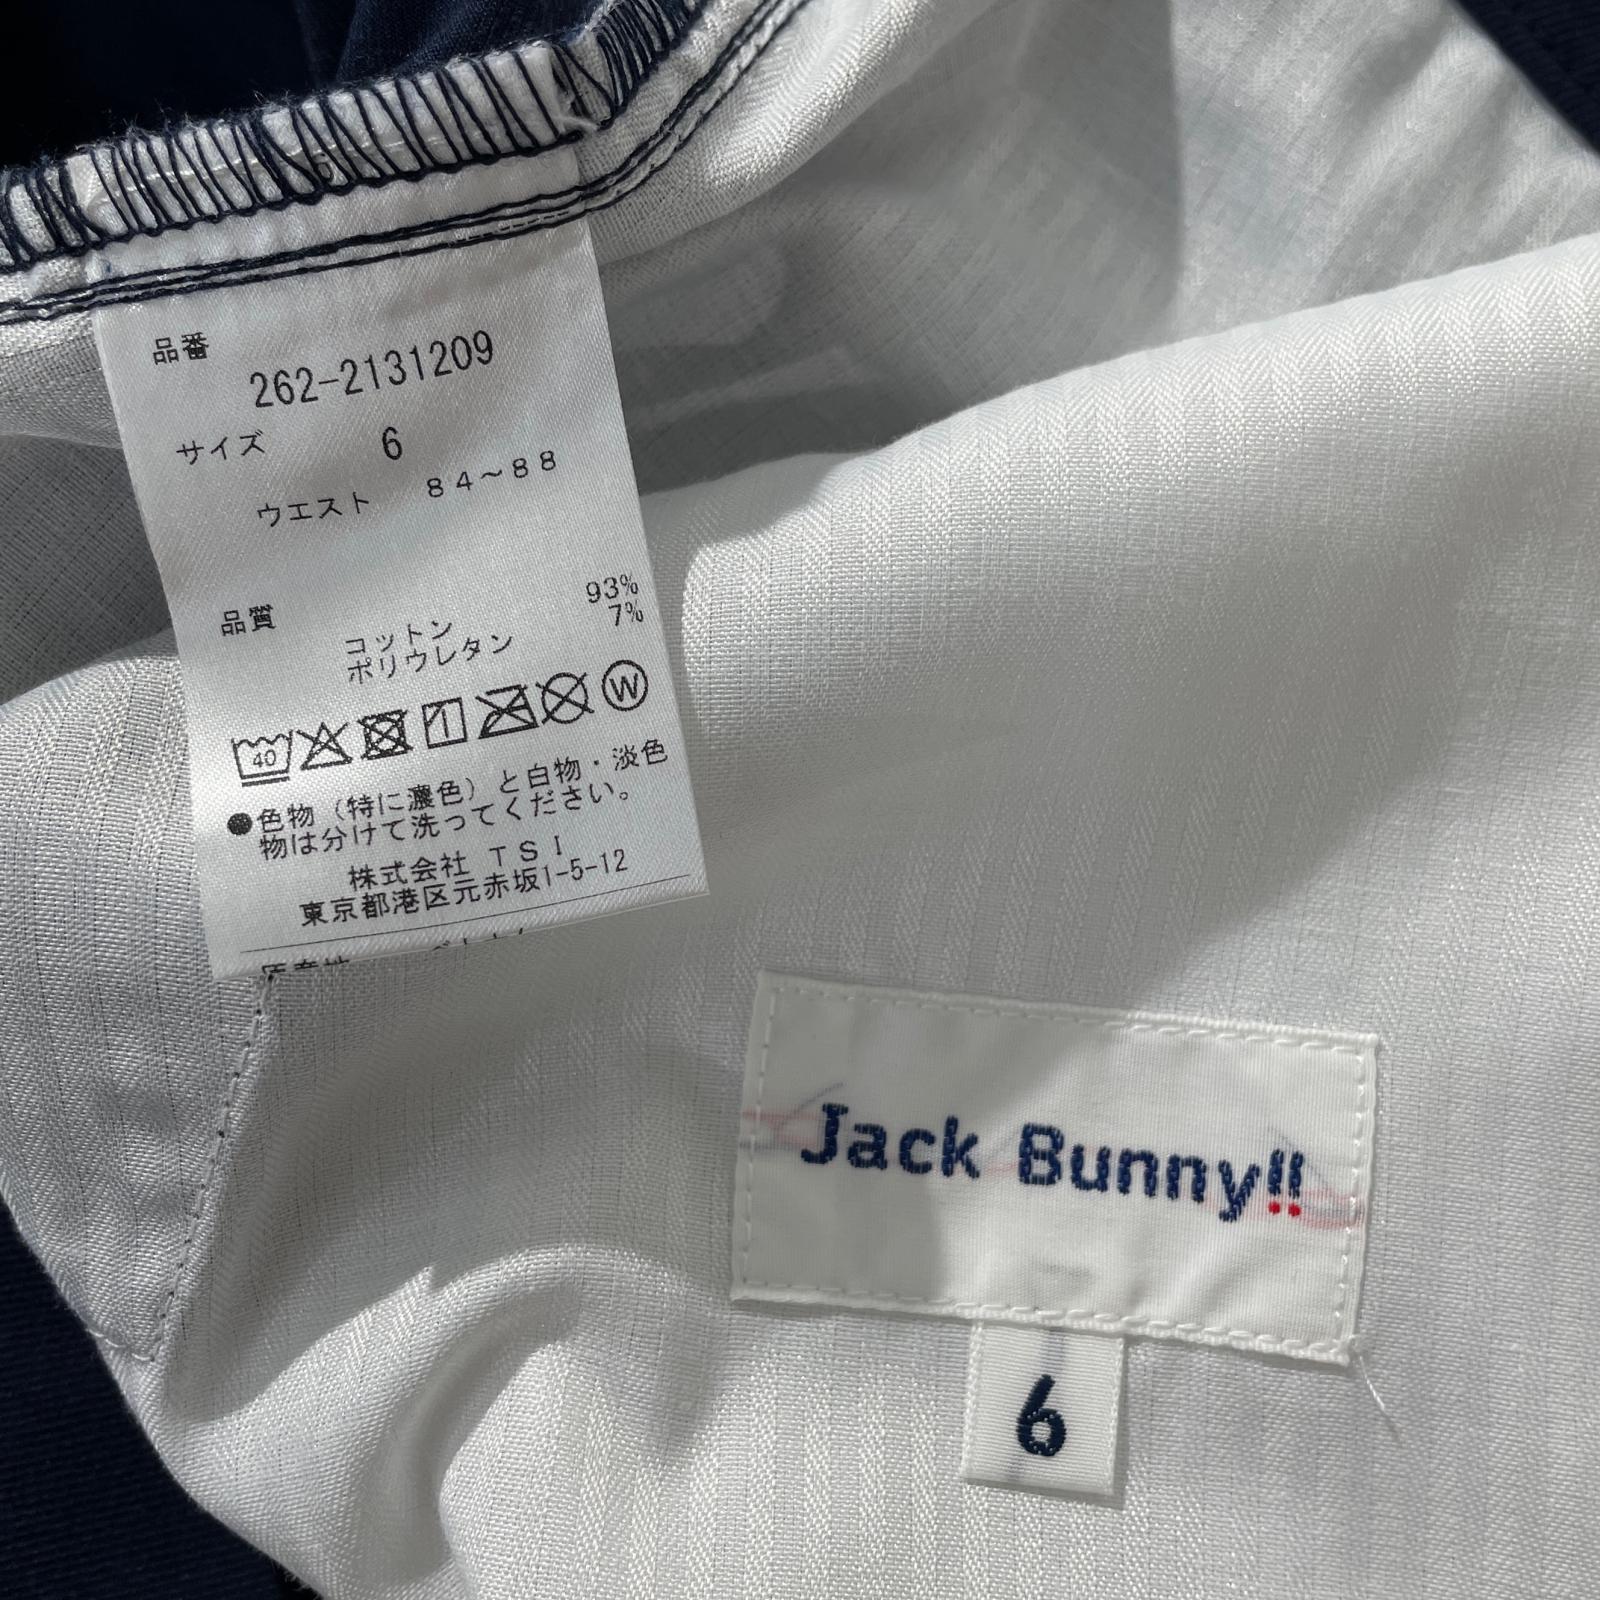 品番
262-2131209
サイズ 6
ウエスト 84～88
品質
コットン 93%
ポリウレタン 7%
40 W
●色物（特に濃色）と白物・淡色
物は分けて洗ってください。
株式会社 TSI
東京都港区元赤坂1-5-12
Jack Bunny!!
6